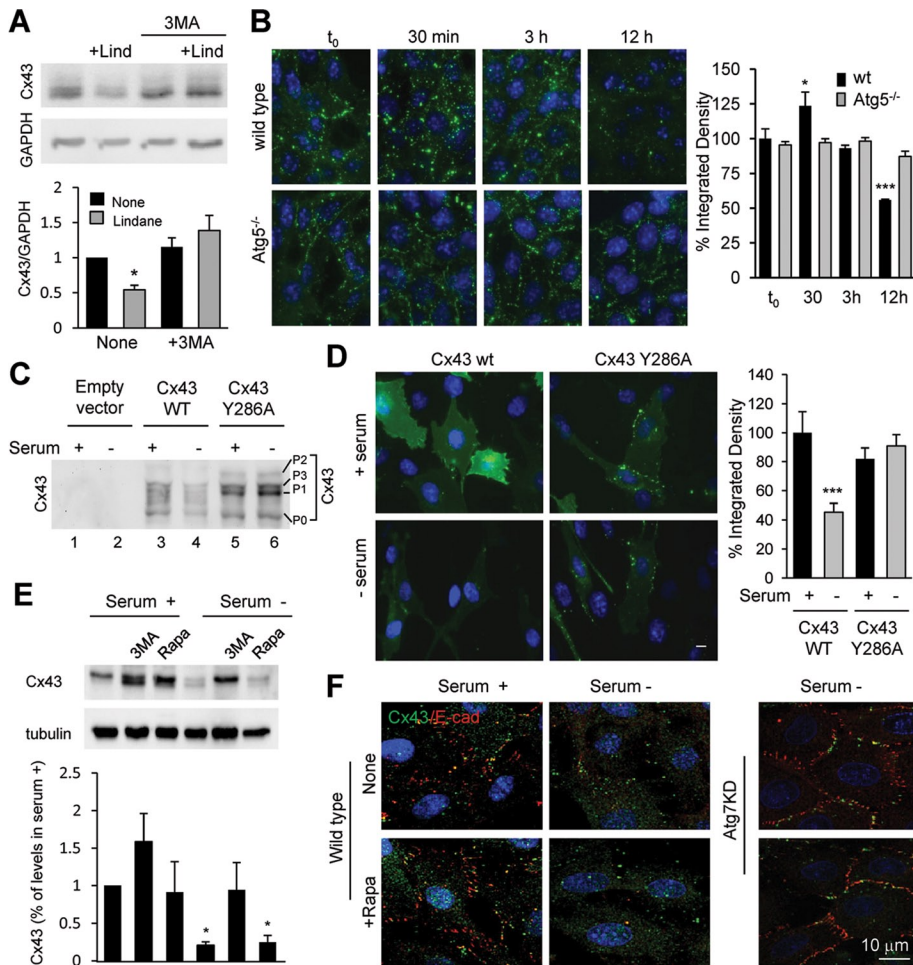 A
3MA
+Lind +Lind
Cx43
GAPDH
Cx43/GAPDH
2
1.5
1
0.5
0
None
Lindane
*
None +3MA
B
t0 30 min 3 h 12 h
wild type
Atg5-/-
% Integrated Density
150
125
100
75
50
25
0
wt
Atg5-/-
*
***
t0 30 3h 12h
C
Empty vector
Cx43 WT
Cx43 Y286A
Serum + - + - + -
Cx43
P2
P3
P1
P0
Cx43
1 2 3 4 5 6
D
Cx43 wt Cx43 Y286A
+ serum
- serum
% Integrated Density
140
120
100
80
60
40
20
0
***
Serum + - + -
Cx43 WT
Cx43 Y286A
E
Serum + Serum -
3MA Rapa 3MA Rapa
Cx43
tubulin
Cx43 (% of levels in serum +)
2.5
2
1.5
1
0.5
0
* *
F
Serum + Serum - Serum -
Cx43/E-cad
Wild type
None
+Rapa
Atg7KD
10 μm